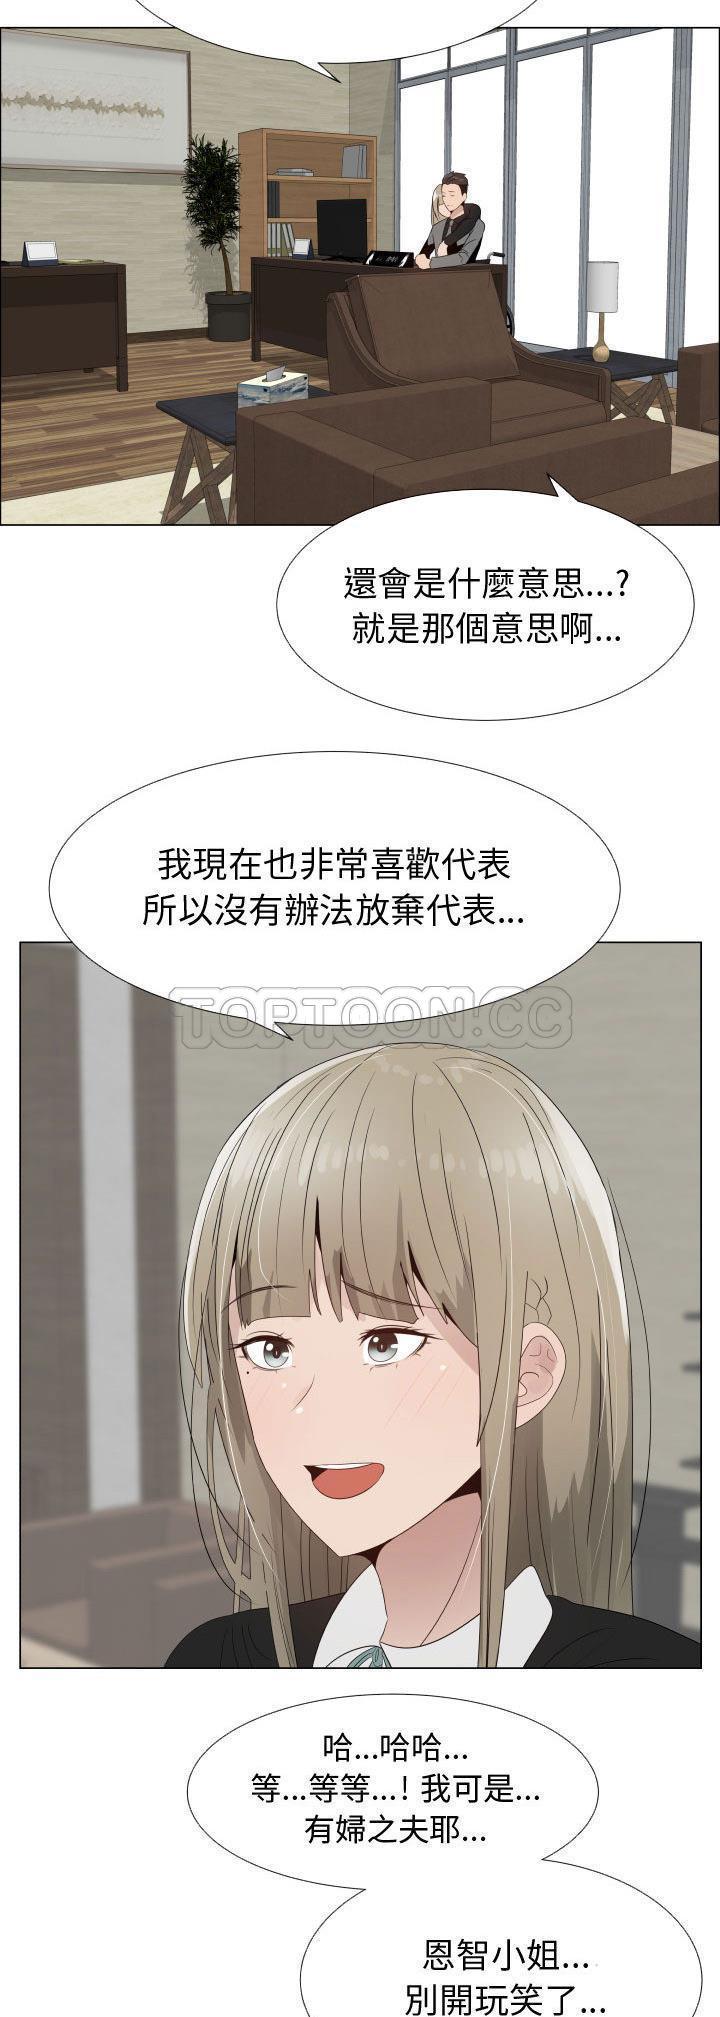 還會是什麼意思...?
就是那個意思啊...
我現在也非常喜歡代表
所以沒有辦法放棄代表...
TOPTOON.CC
哈...哈哈...
等...等等...! 我可是...
有婦之夫耶...
恩智小姐...
別開玩笑了...